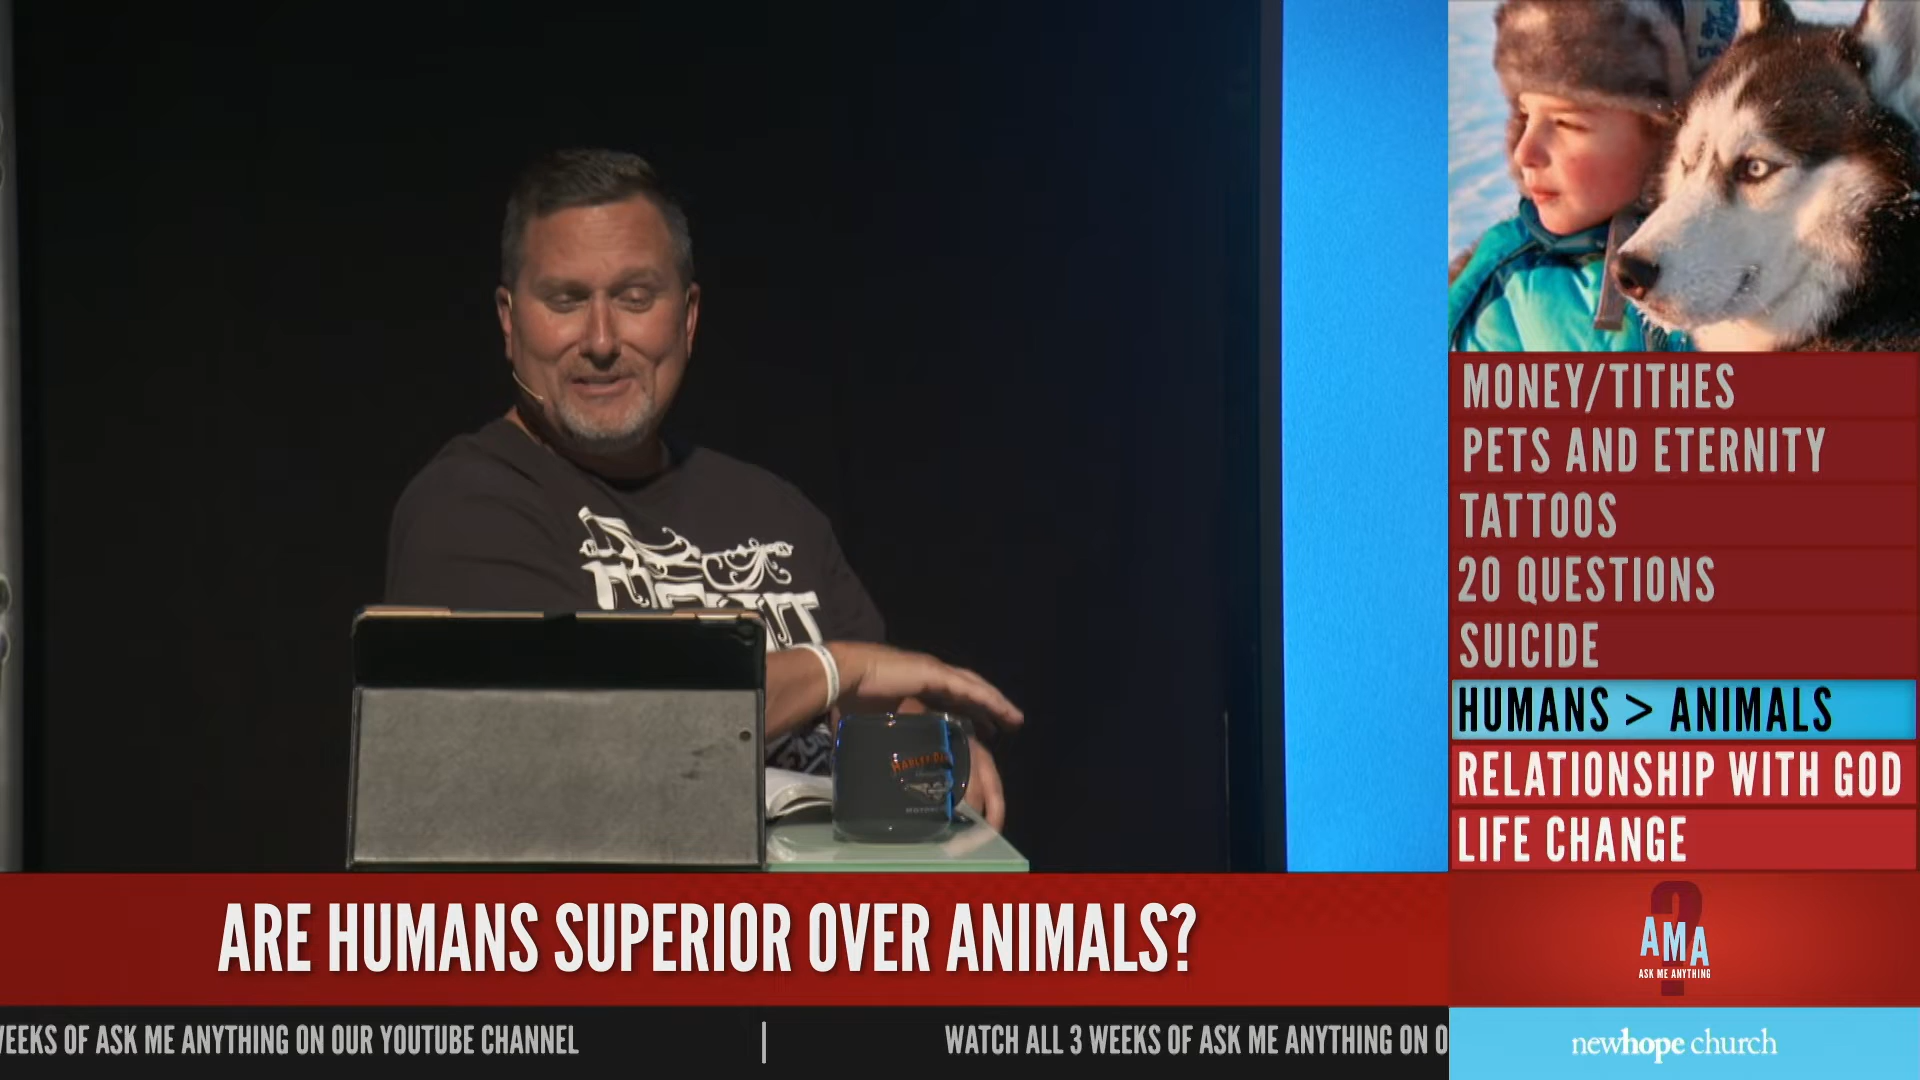 MONEY/TITHES
PETS AND ETERNITY
TATTOOS
20 QUESTIONS
SUICIDE
HUMANS > ANIMALS
RELATIONSHIP WITH GOD
LIFE CHANGE
ARE HUMANS SUPERIOR OVER ANIMALS?
AMA
ASK ME ANYTHING
WEEKS OF ASK ME ANYTHING ON OUR YOUTUBE CHANNEL | WATCH ALL 3 WEEKS OF ASK ME ANYTHING ON O
newhope church